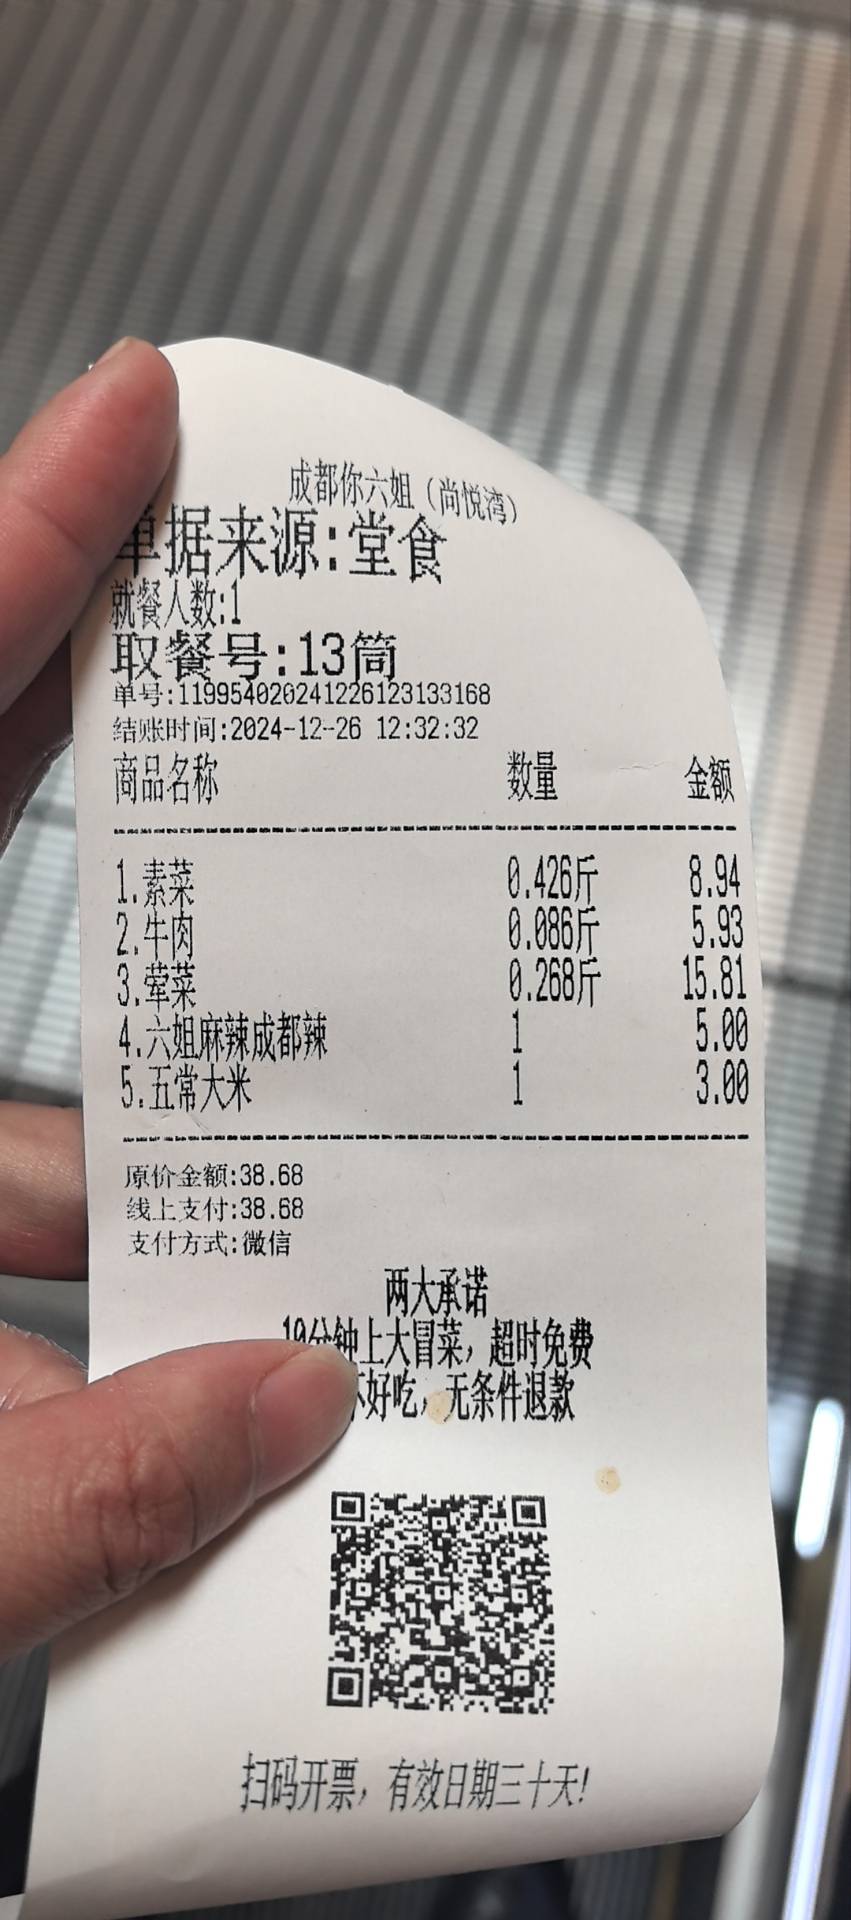 成都你六姐（尚悦湾）
单据来源:堂食
就餐人数:1
取餐号:13筒
单号:119954020241226123133168
结账时间:2024-12-26 12:32:32
商品名称 数量 金额
1.素菜 0.426斤 8.94
2.牛肉 0.086斤 5.93
3.荤菜 0.268斤 15.81
4.六姐麻辣成都辣 1 5.00
5.五常大米 1 3.00
原价金额:38.68
线上支付:38.68
支付方式:微信
两大承诺
10分钟上大冒菜，超时免费
不好吃，无条件退款
扫码开票，有效日期三十天!